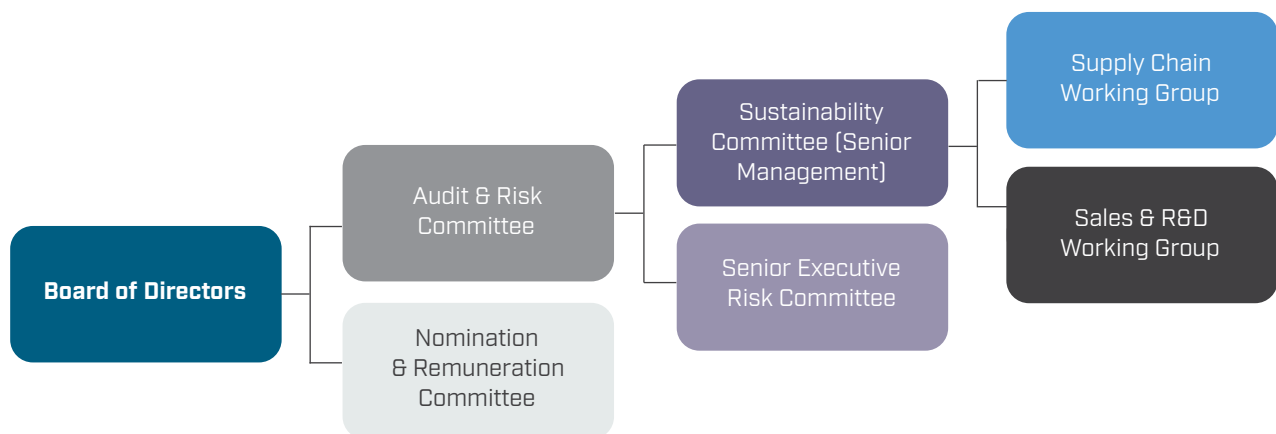 Board of Directors
Audit & Risk
Committee
Nomination
& Remuneration
Committee
Sustainability
Committee (Senior
Management)
Senior Executive
Risk Committee
Supply Chain
Working Group
Sales & R&D
Working Group